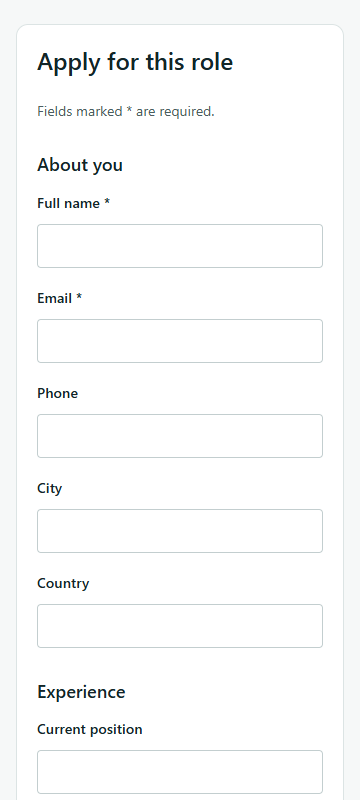 Apply for this role
Fields marked * are required.
About you
Full name *
Email *
Phone
City
Country
Experience
Current position